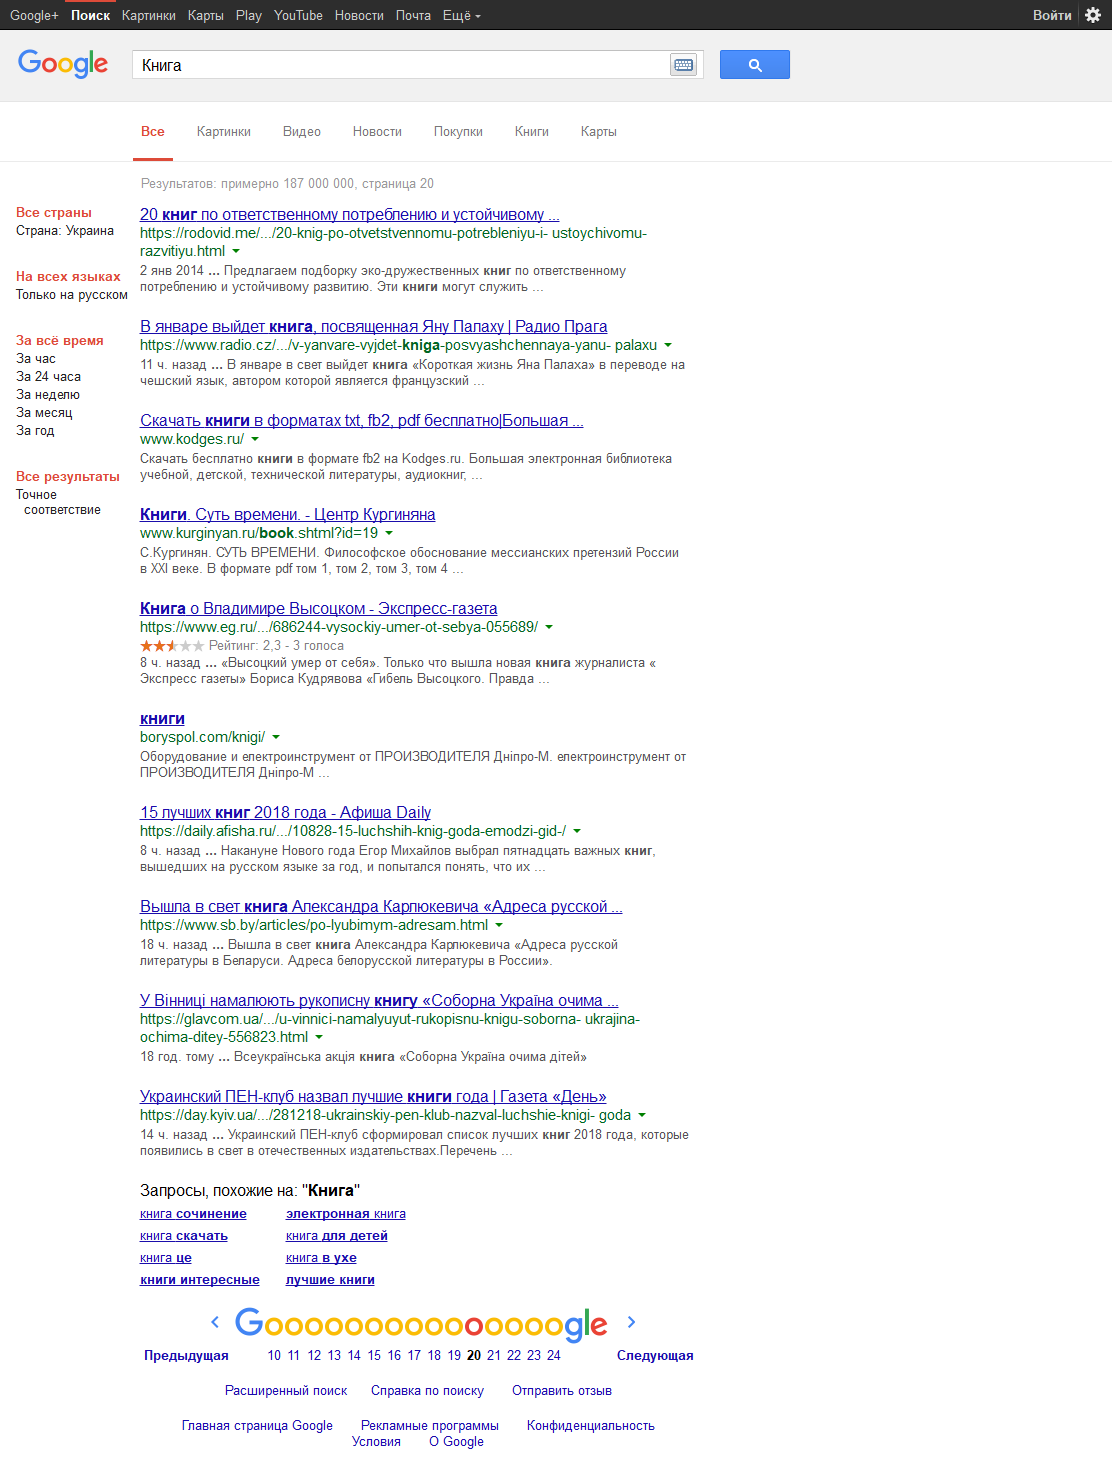 Google+ Поиск Картинки Карты Play YouTube Новости Почта Ещё Войти
Google Книга
Все Картинки Видео Новости Покупки Книги Карты
Результатов: примерно 187 000 000, страница 20
Все страны
Страна: Украина
На всех языках
Только на русском
За всё время
За час
За 24 часа
За неделю
За месяц
За год
Все результаты
Точное
соответствие
20 книг по ответственному потреблению и устойчивому ...
https://rodovid.me/.../20-knig-po-otvetstvennomu-potrebleniyu-i- ustoychivomu-
razvitiyu.html
2 янв 2014 ... Предлагаем подборку эко-дружественных книг по ответственному
потреблению и устойчивому развитию. Эти книги могут служить ...
В январе выйдет книга, посвященная Яну Палаху | Радио Прага
https://www.radio.cz/.../v-yanvare-vyjdet-kniga-posvyashchennaya-yanu- palaxu
11 ч. назад ... В январе в свет выйдет книга «Короткая жизнь Яна Палаха» в переводе на
чешский язык, автором которой является французский ...
Скачать книги в форматах txt, fb2, pdf бесплатно|Большая ...
www.kodges.ru/
Скачать бесплатно книги в формате fb2 на Kodges.ru. Большая электронная библиотека
учебной, детской, технической литературы, аудиокниг, ...
Книги. Суть времени. - Центр Кургиняна
www.kurginyan.ru/book.shtml?id=19
С.Кургинян. СУТЬ ВРЕМЕНИ. Философское обоснование мессианских претензий России
в XXI веке. В формате pdf том 1, том 2, том 3, том 4 ...
Книга о Владимире Высоцком - Экспресс-газета
https://www.eg.ru/.../686244-vysockiy-umer-ot-sebya-055689/
Рейтинг: 2,3 - 3 голоса
8 ч. назад ... «Высоцкий умер от себя». Только что вышла новая книга журналиста «
Экспресс газеты» Бориса Кудрявова «Гибель Высоцкого. Правда ...
книги
boryspol.com/knigi/
Оборудование и електроинструмент от ПРОИЗВОДИТЕЛЯ Дніпро-М. електроинструмент от
ПРОИЗВОДИТЕЛЯ Дніпро-М ...
15 лучших книг 2018 года - Афиша Daily
https://daily.afisha.ru/.../10828-15-luchshih-knig-goda-emodzi-gid-/
8 ч. назад ... Накануне Нового года Егор Михайлов выбрал пятнадцать важных книг,
вышедших на русском языке за год, и попытался понять, что их ...
Вышла в свет книга Александра Карлюкевича «Адреса русской ...
https://www.sb.by/articles/po-lyubimym-adresam.html
18 ч. назад ... Вышла в свет книга Александра Карлюкевича «Адреса русской
литературы в Беларуси. Адреса белорусской литературы в России».
У Вінниці намалюють рукописну книгу «Соборна Україна очима ...
https://glavcom.ua/.../u-vinnici-namalyuyut-rukopisnu-knigu-soborna- ukrajina-
ochima-ditey-556823.html
18 год. тому ... Всеукраїнська акція книга «Соборна Україна очима дітей»
Украинский ПЕН-клуб назвал лучшие книги года | Газета «День»
https://day.kyiv.ua/.../281218-ukrainskiy-pen-klub-nazval-luchshie-knigi- goda
14 ч. назад ... Украинский ПЕН-клуб сформировал список лучших книг 2018 года, которые
появились в свет в отечественных издательствах.Перечень ...
Запросы, похожие на: "Книга"
книга сочинение электронная книга
книга скачать книга для детей
книга це книга в ухе
книги интересные лучшие книги
Gooooooooooooooogle
Предыдущая 10 11 12 13 14 15 16 17 18 19 20 21 22 23 24 Следующая
Расширенный поиск Справка по поиску Отправить отзыв
Главная страница Google Рекламные программы Конфиденциальность
Условия О Google